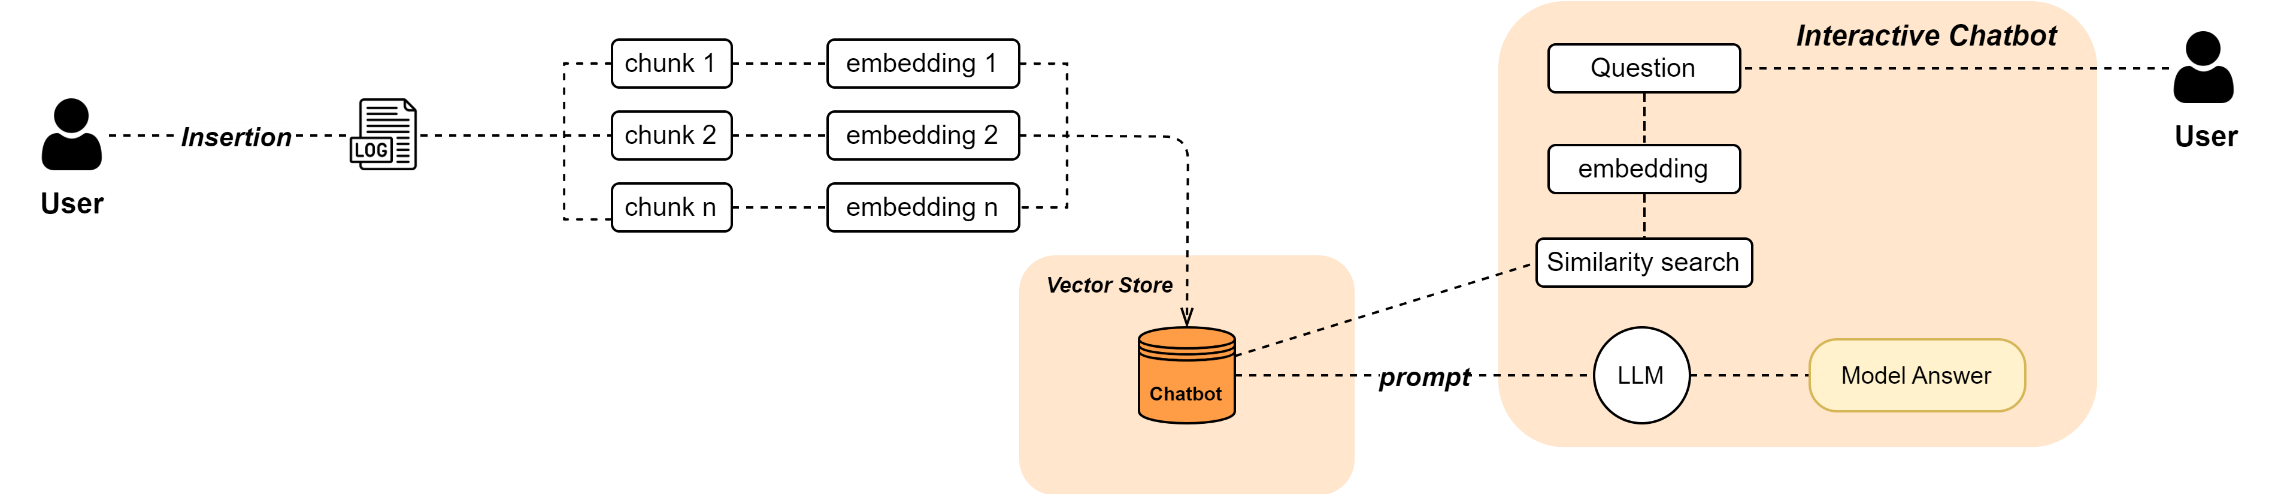 User
Insertion
LOG
chunk 1
embedding 1
chunk 2
embedding 2
chunk n
embedding n
Vector Store
Chatbot
prompt
Interactive Chatbot
Question
embedding
Similarity search
LLM
Model Answer
User